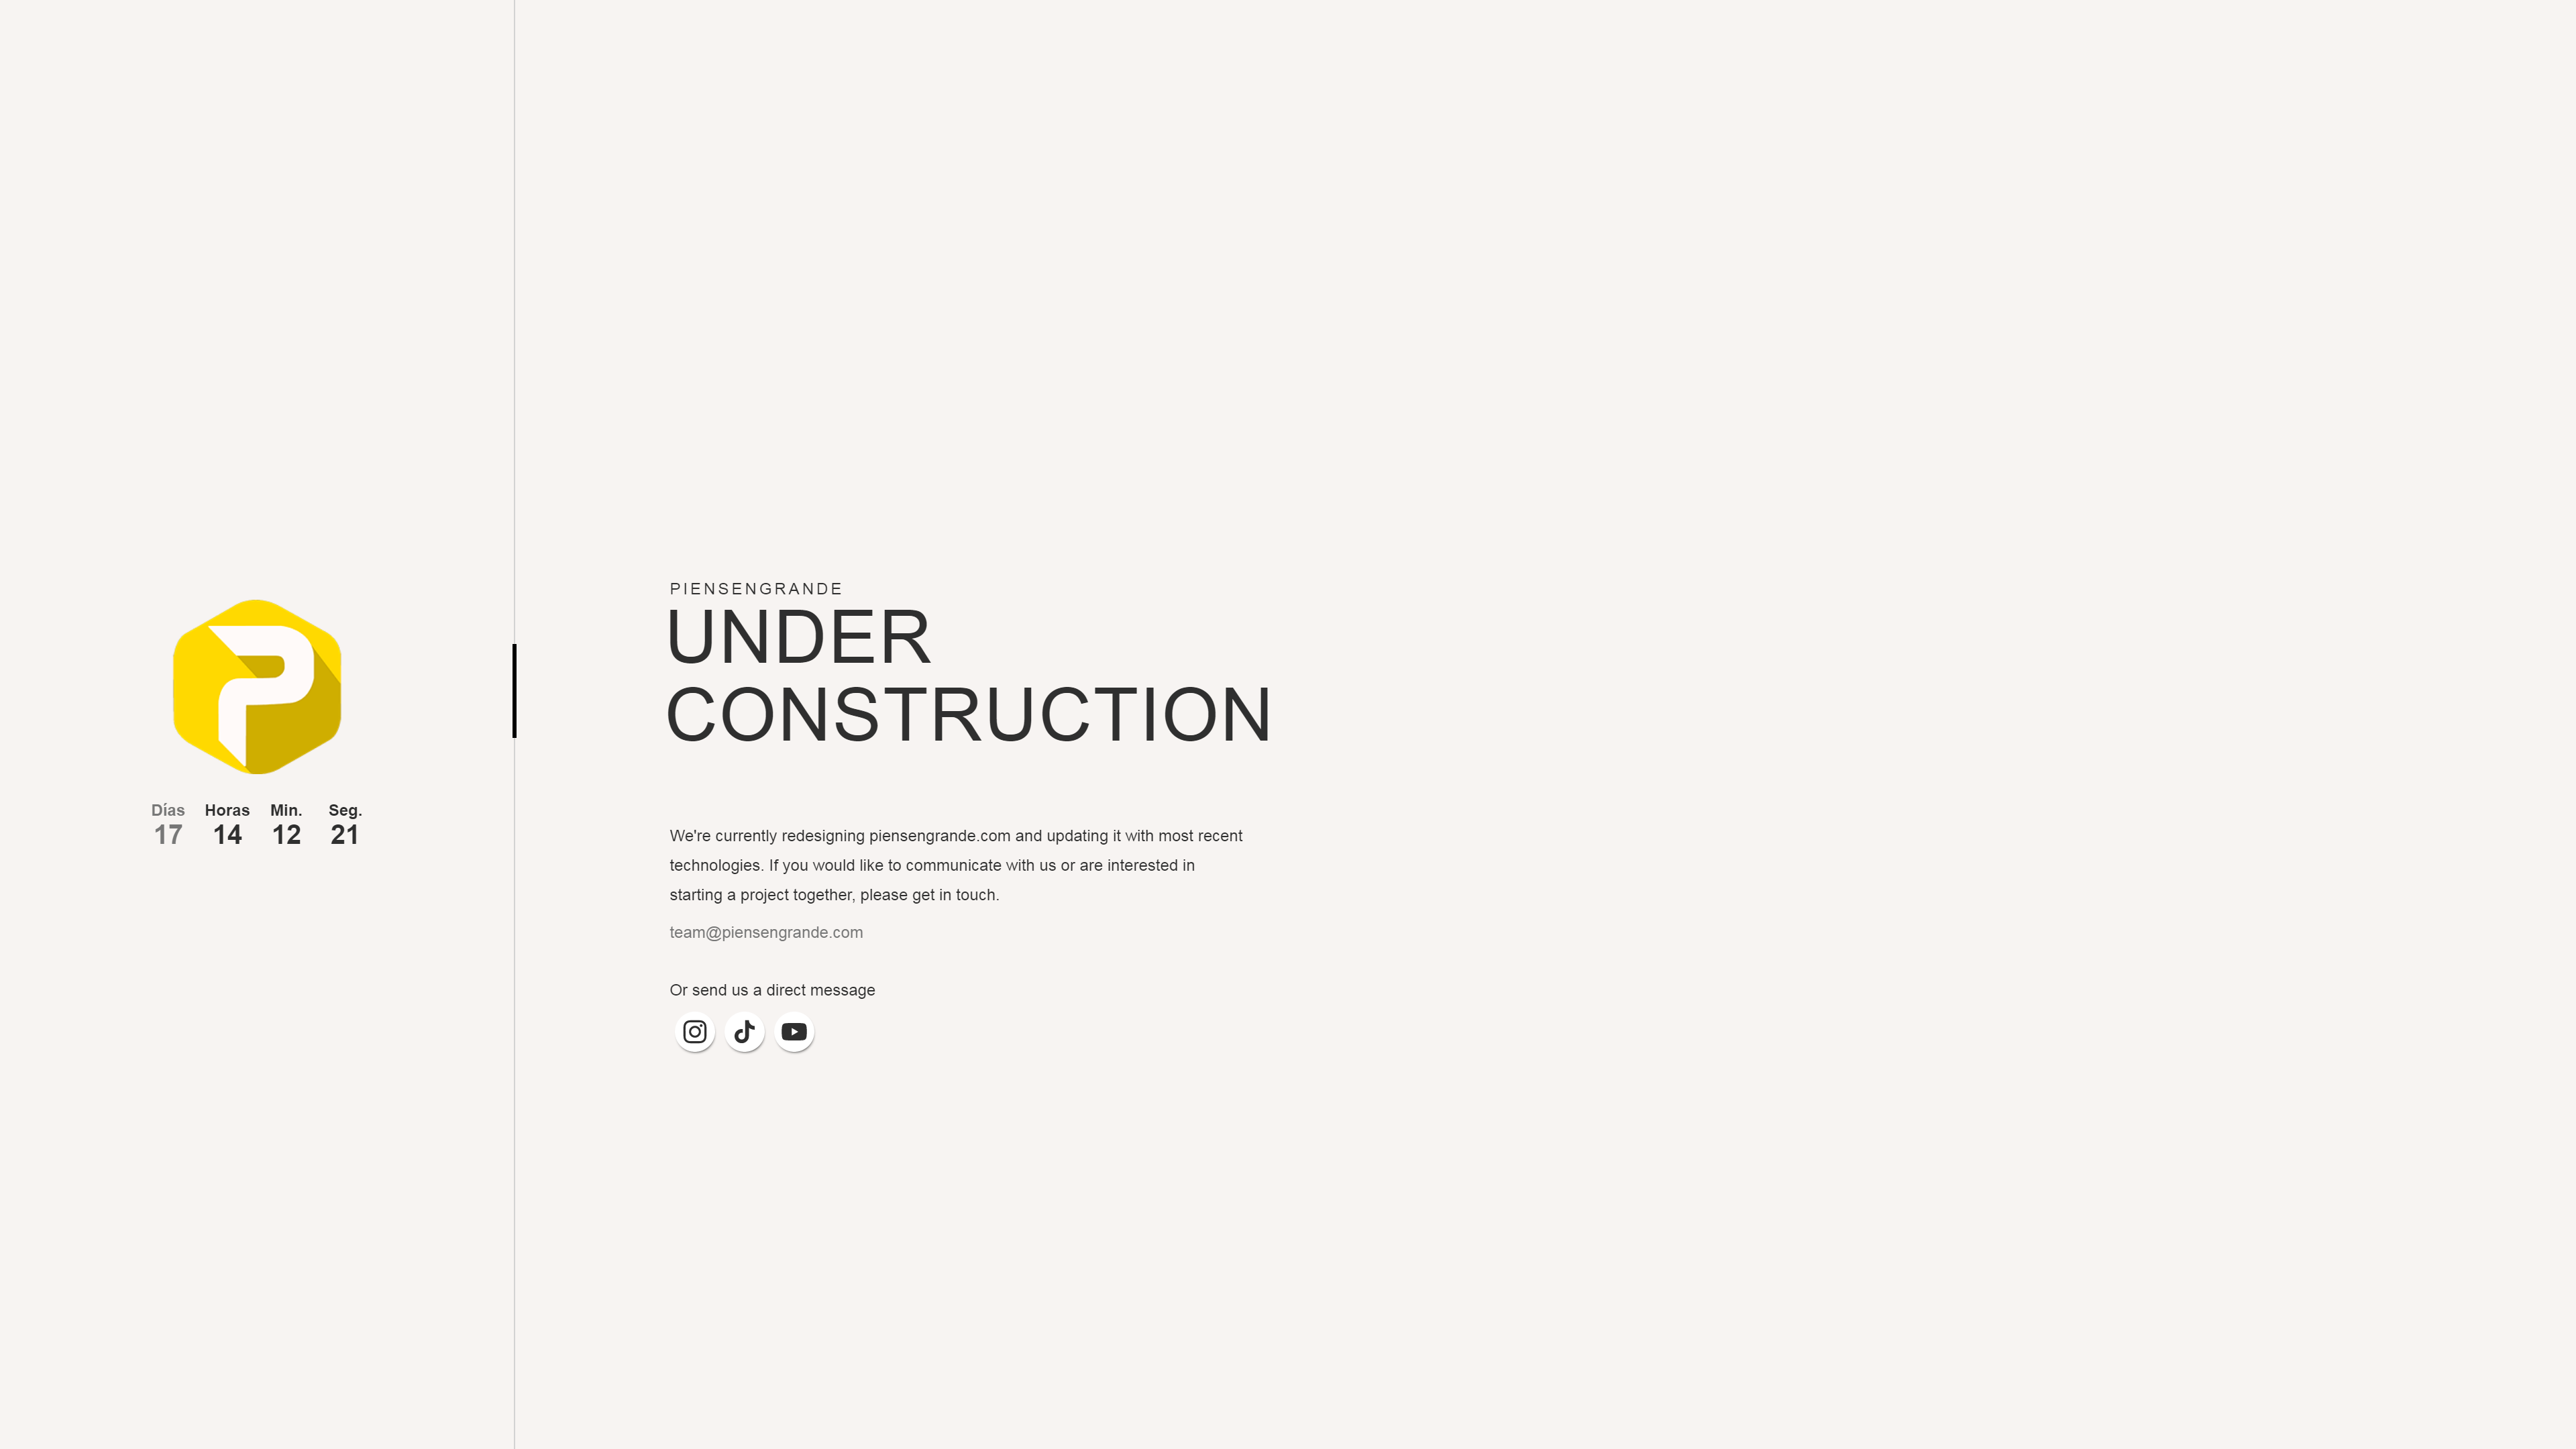 P
Días Horas Min. Seg.
17 14 12 21
PIENSENGRANDE
UNDER
CONSTRUCTION
We're currently redesigning piensengrande.com and updating it with most recent
technologies. If you would like to communicate with us or are interested in
starting a project together, please get in touch.
team@piensengrande.com
Or send us a direct message